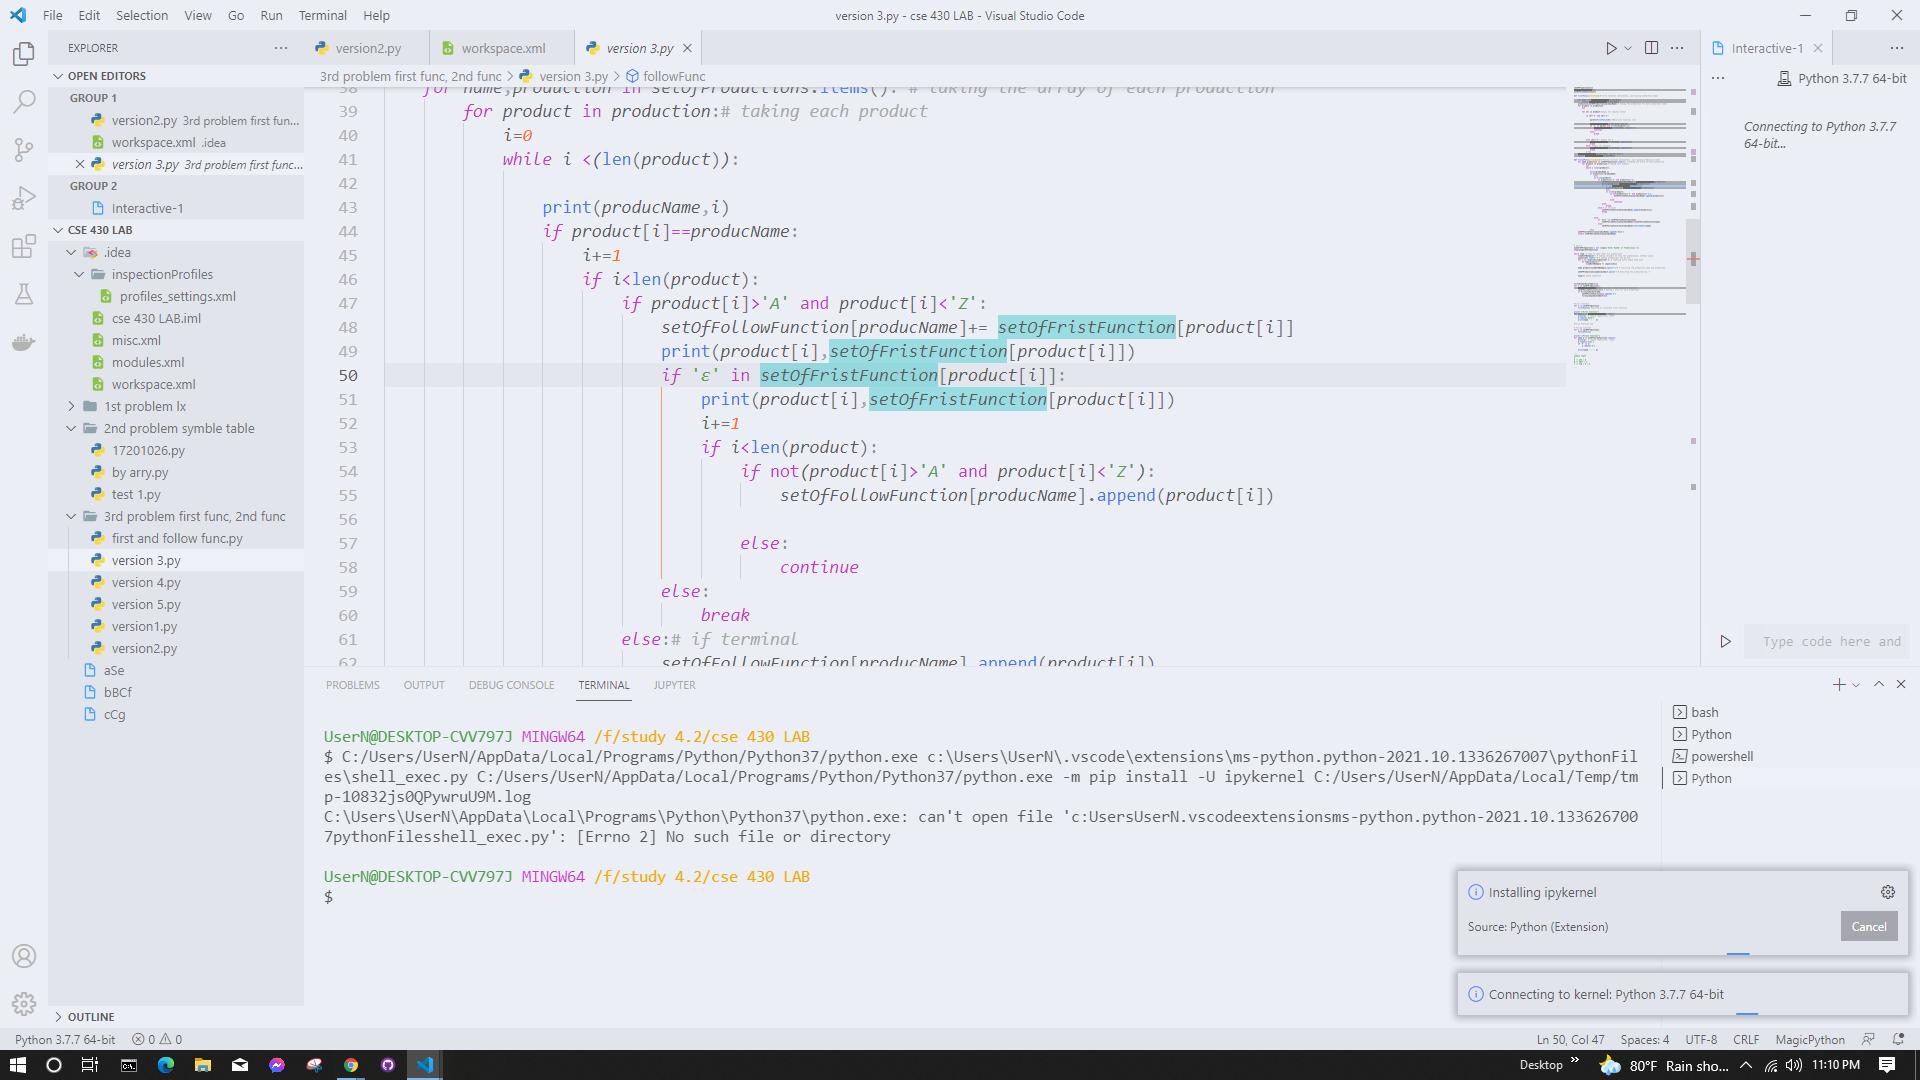 File Edit Selection View Go Run Terminal Help
version 3.py - cse 430 LAB - Visual Studio Code
EXPLORER
OPEN EDITORS
GROUP 1
version2.py 3rd problem first fun...
workspace.xml .idea
version 3.py 3rd problem first func...
GROUP 2
Interactive-1
CSE 430 LAB
.idea
inspectionProfiles
profiles_settings.xml
cse 430 LAB.iml
misc.xml
modules.xml
workspace.xml
1st problem lx
2nd problem symble table
17201026.py
by arry.py
test 1.py
3rd problem first func, 2nd func
first and follow func.py
version 3.py
version 4.py
version 5.py
version1.py
version2.py
aSe
bBCf
cCg
OUTLINE
version2.py workspace.xml version 3.py
3rd problem first func, 2nd func > version 3.py > followFunc
38 for name,production in setOfProductions.items(): # taking the array of each production
39 for product in production:# taking each product
40 i=0
41 while i <(len(product)):
42
43 print(producName,i)
44 if product[i]==producName:
45 i+=1
46 if i<len(product):
47 if product[i]>'A' and product[i]<'Z':
48 setOfFollowFunction[producName]+= setOfFristFunction[product[i]]
49 print(product[i],setOfFristFunction[product[i]])
50 if 'ε' in setOfFristFunction[product[i]]:
51 print(product[i],setOfFristFunction[product[i]])
52 i+=1
53 if i<len(product):
54 if not(product[i]>'A' and product[i]<'Z'):
55 setOfFollowFunction[producName].append(product[i])
56
57 else:
58 continue
59 else:
60 break
61 else:# if terminal
62 setOfFollowFunction[producName].append(product[i])
Interactive-1
Python 3.7.7 64-bit
Connecting to Python 3.7.7
64-bit...
Type code here and
PROBLEMS OUTPUT DEBUG CONSOLE TERMINAL JUPYTER
UserN@DESKTOP-CVV797J MINGW64 /f/study 4.2/cse 430 LAB
$ C:/Users/UserN/AppData/Local/Programs/Python/Python37/python.exe c:\Users\UserN\.vscode\extensions\ms-python.python-2021.10.1336267007\pythonFil
es\shell_exec.py C:/Users/UserN/AppData/Local/Programs/Python/Python37/python.exe -m pip install -U ipykernel C:/Users/UserN/AppData/Local/Temp/tm
p-10832js0QPywruU9M.log
C:\Users\UserN\AppData\Local\Programs\Python\Python37\python.exe: can't open file 'c:UsersUserN.vscodeextensionsms-python.python-2021.10.133626700
7pythonFilesshell_exec.py': [Errno 2] No such file or directory
UserN@DESKTOP-CVV797J MINGW64 /f/study 4.2/cse 430 LAB
$
bash
Python
powershell
Python
Installing ipykernel
Source: Python (Extension)
Cancel
Connecting to kernel: Python 3.7.7 64-bit
Python 3.7.7 64-bit 0 0
Ln 50, Col 47 Spaces: 4 UTF-8 CRLF MagicPython
Desktop 80°F Rain sho... 11:10 PM